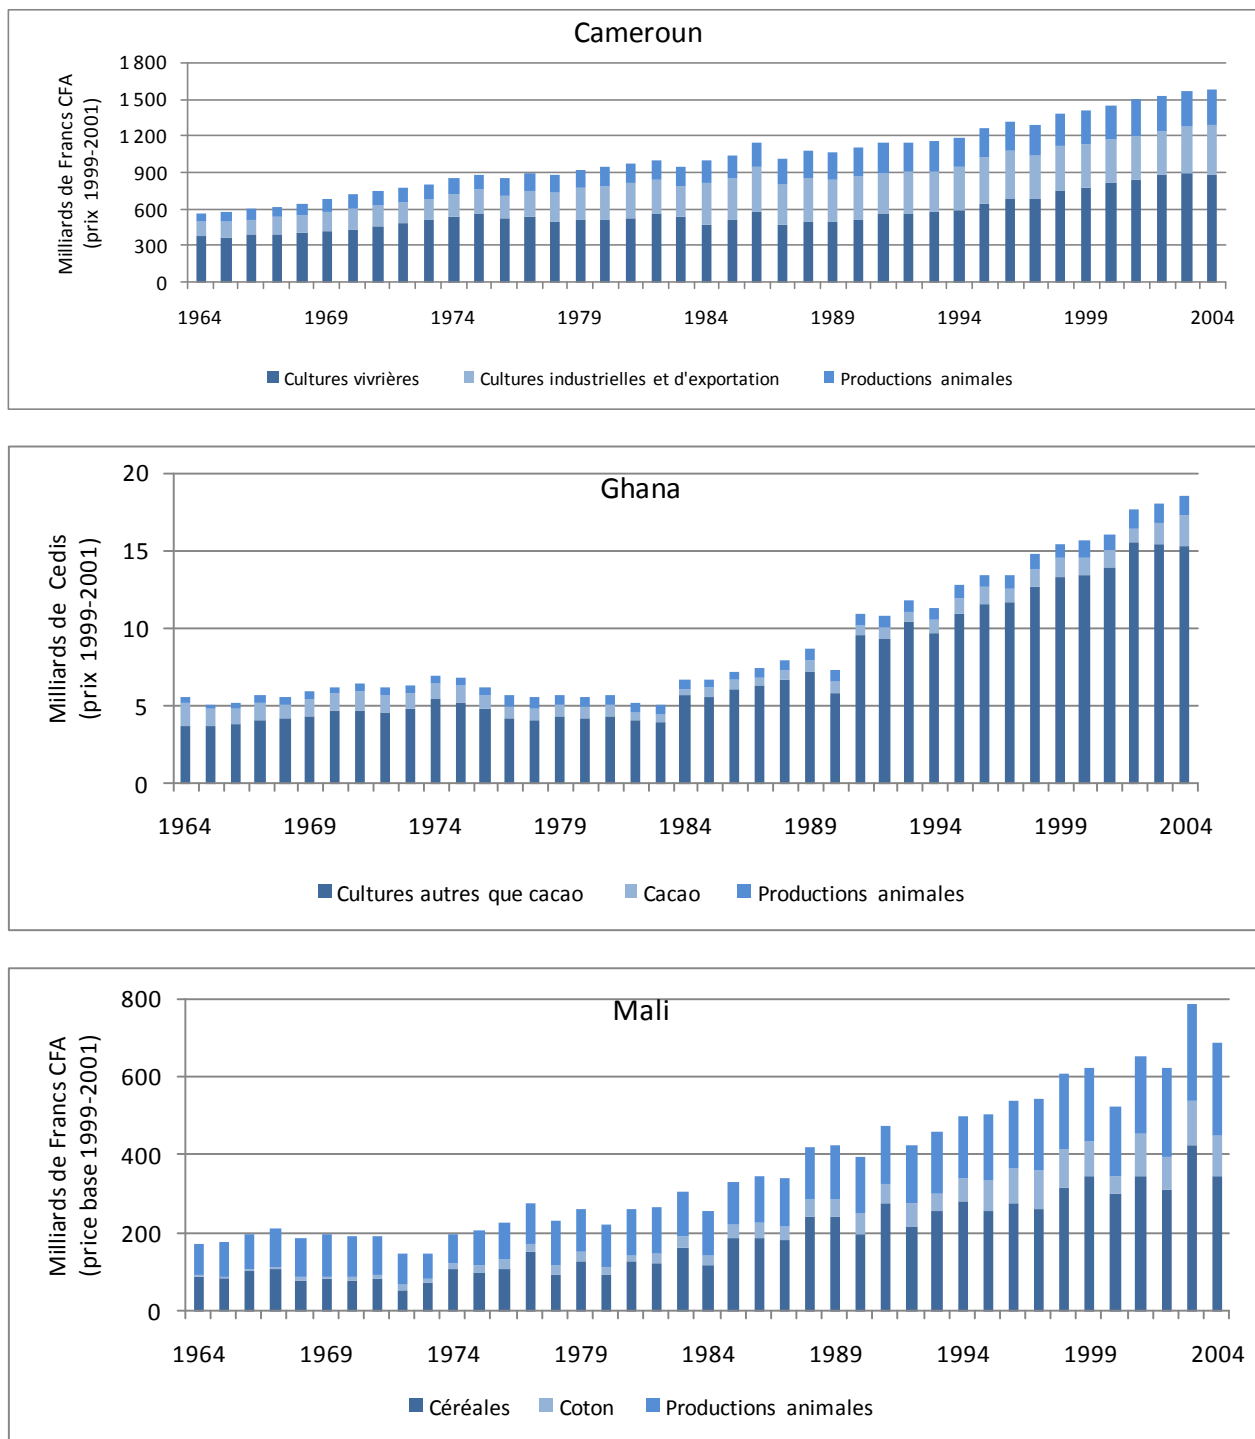 Cameroun
Milliards de Francs CFA
(prix 1999-2001)
1 800
1 500
1 200
900
600
300
0
1964 1969 1974 1979 1984 1989 1994 1999 2004
Cultures vivrières Cultures industrielles et d'exportation Productions animales
Ghana
Milliards de Cedis
(prix 1999-2001)
20
15
10
5
0
1964 1969 1974 1979 1984 1989 1994 1999 2004
Cultures autres que cacao Cacao Productions animales
Mali
Milliards de Francs CFA
(price base 1999-2001)
800
600
400
200
0
1964 1969 1974 1979 1984 1989 1994 1999 2004
Céréales Coton Productions animales